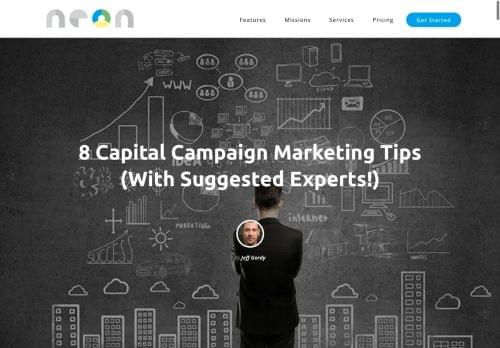 neon
Features
Missions
Services
Pricing
Get Started
WWW
CLOUD
IDEA
8 Capital Campaign Marketing Tips
(With Suggested Experts!)
MARKETING
internet
SUCCESS
By Jeff Gordy